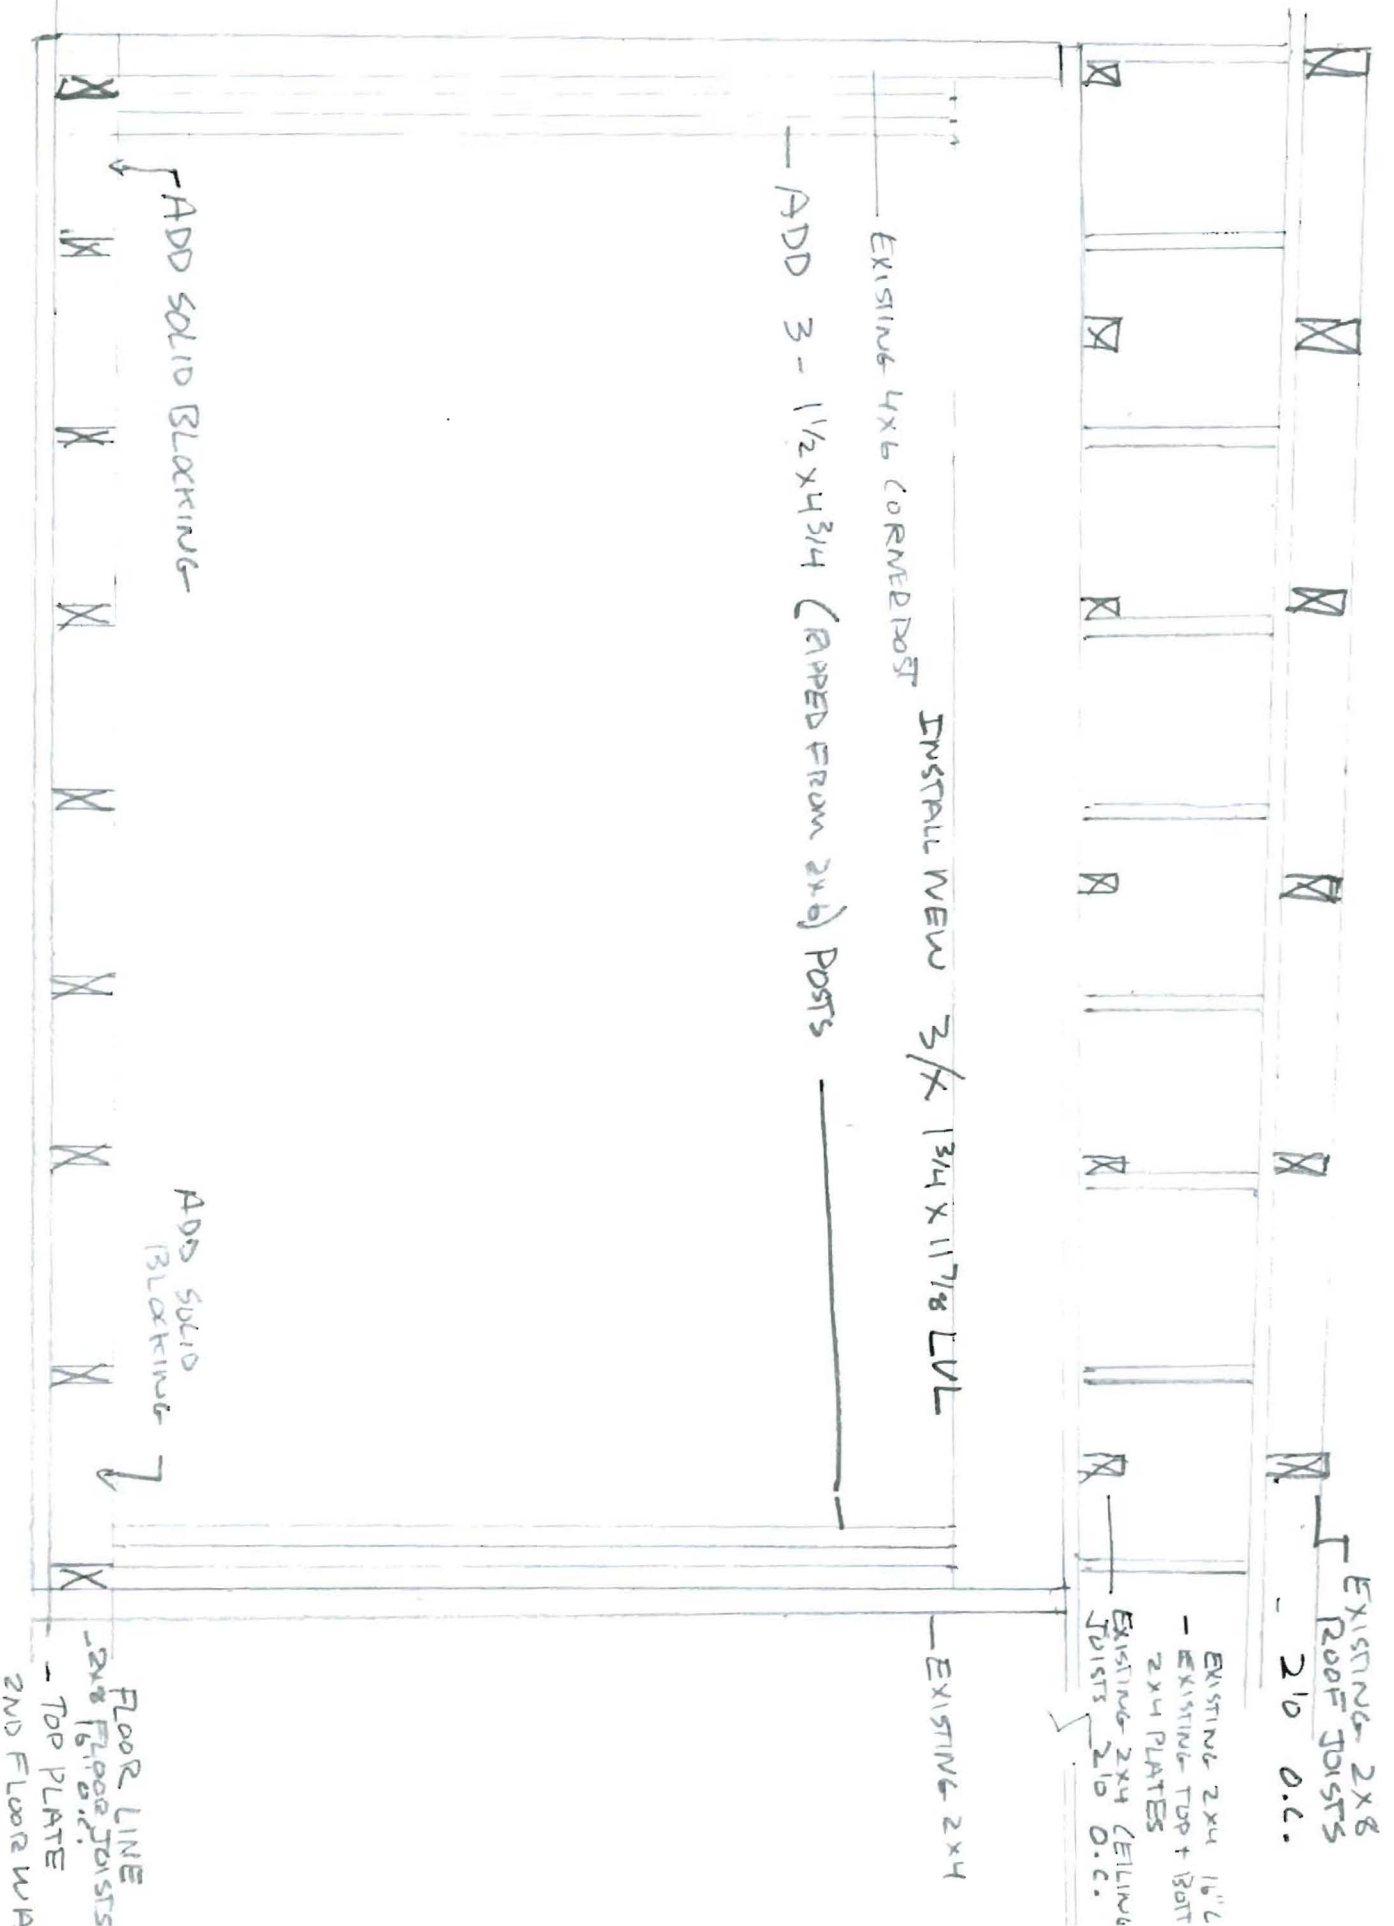 EXISTING 2X8
ROOF JOISTS
- 2'0 O.C.
EXISTING 2X4 16"
- EXISTING TOP + BOTT
2X4 PLATES
EXISTING 2X4 CEILING
JOISTS 2'0 O.C.
INSTALL NEW 3/X 1 3/4 X 11 7/8 LVL
- EXISTING 2X4
EXISTING 4X6 CORNER POST
ADD 3 - 1 1/2 X 4 3/4 (RIPPED FROM 2X6) POSTS
ADD SOLID BLOCKING
ADD SOLID
BLOCKING
FLOOR LINE
- 2X8 FLOOR JOISTS
16" O.C.
- TOP PLATE
2ND FLOOR WA